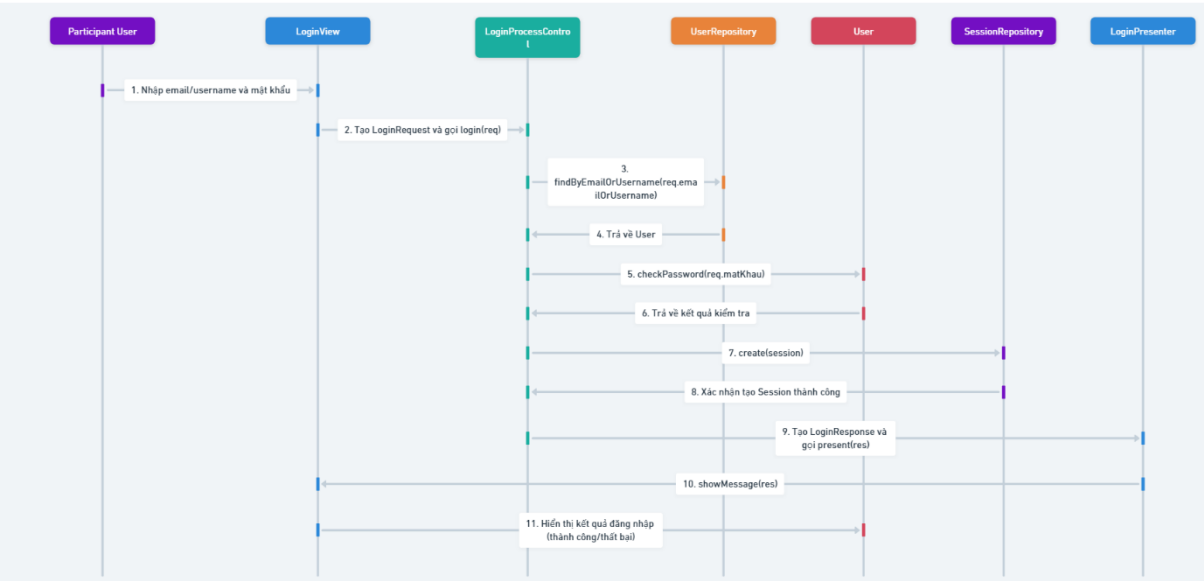 Participant User
LoginView
LoginProcessContro
l
UserRepository
User
SessionRepository
LoginPresenter
1. Nhập email/username và mật khẩu
2. Tạo LoginRequest và gọi login(req)
3.
findByEmailOrUsername(req.ema
ilOrUsername)
4. Trả về User
5. checkPassword(req.matKhau)
6. Trả về kết quả kiểm tra
7. create(session)
8. Xác nhận tạo Session thành công
9. Tạo LoginResponse và
gọi present(res)
10. showMessage(res)
11. Hiển thị kết quả đăng nhập
(thành công/thất bại)